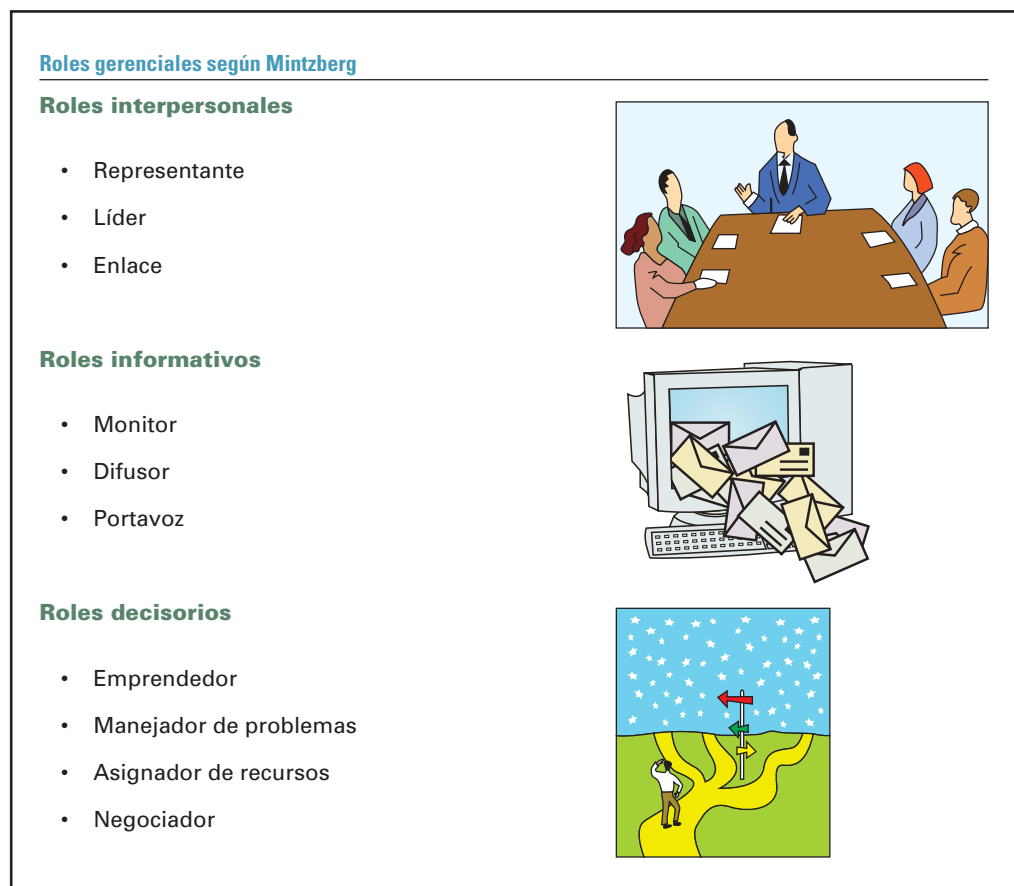 Roles gerenciales según Mintzberg
Roles interpersonales
• Representante
• Líder
• Enlace
Roles informativos
• Monitor
• Difusor
• Portavoz
Roles decisorios
• Emprendedor
• Manejador de problemas
• Asignador de recursos
• Negociador